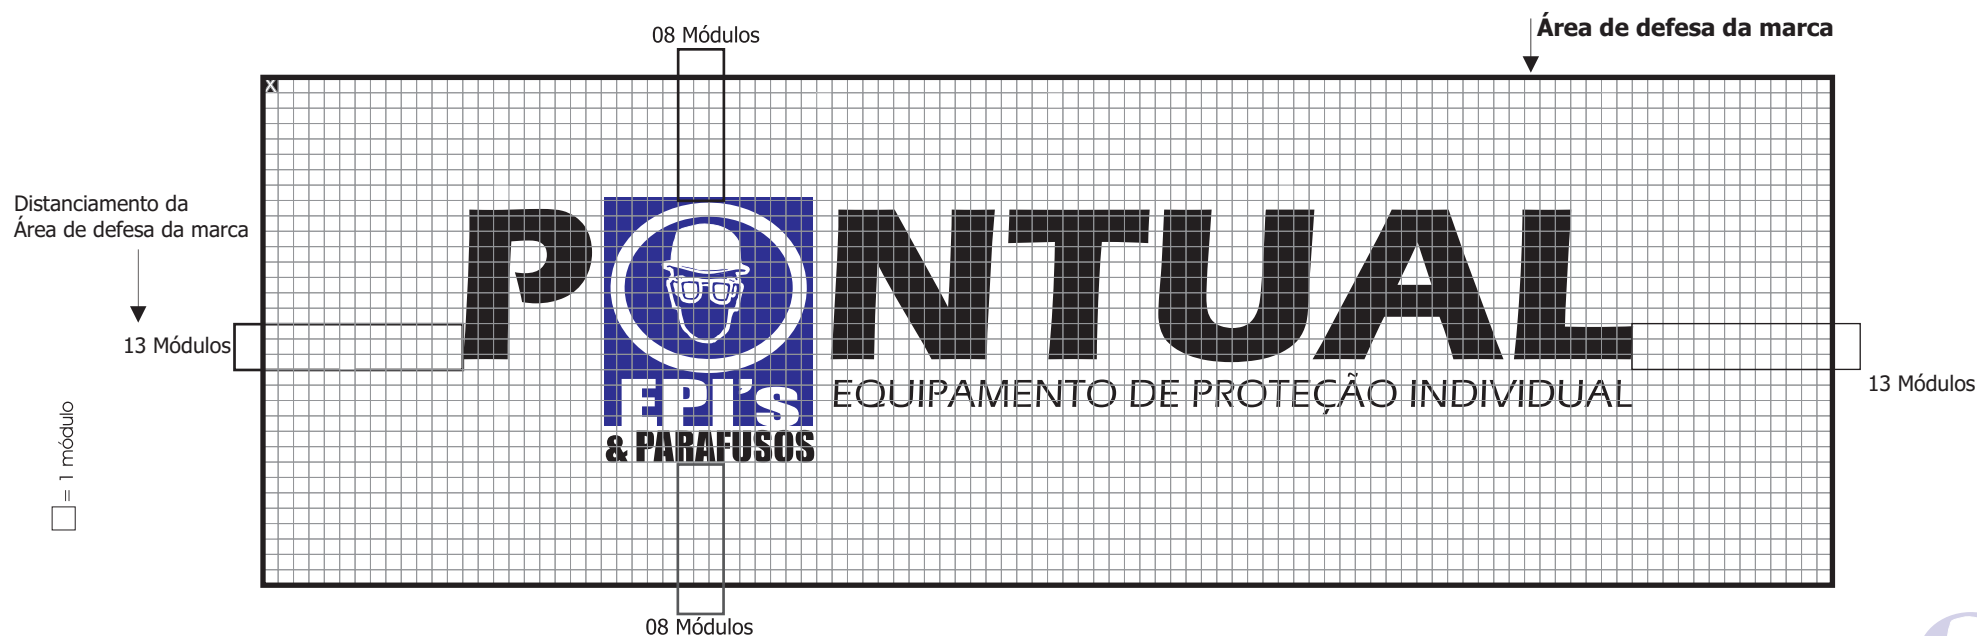 08 Módulos
Área de defesa da marca
X
Distanciamento da
Área de defesa da marca
PONTUAL
13 Módulos
13 Módulos
EPI's
EQUIPAMENTO DE PROTEÇÃO INDIVIDUAL
& PARAFUSOS
= 1 módulo
08 Módulos